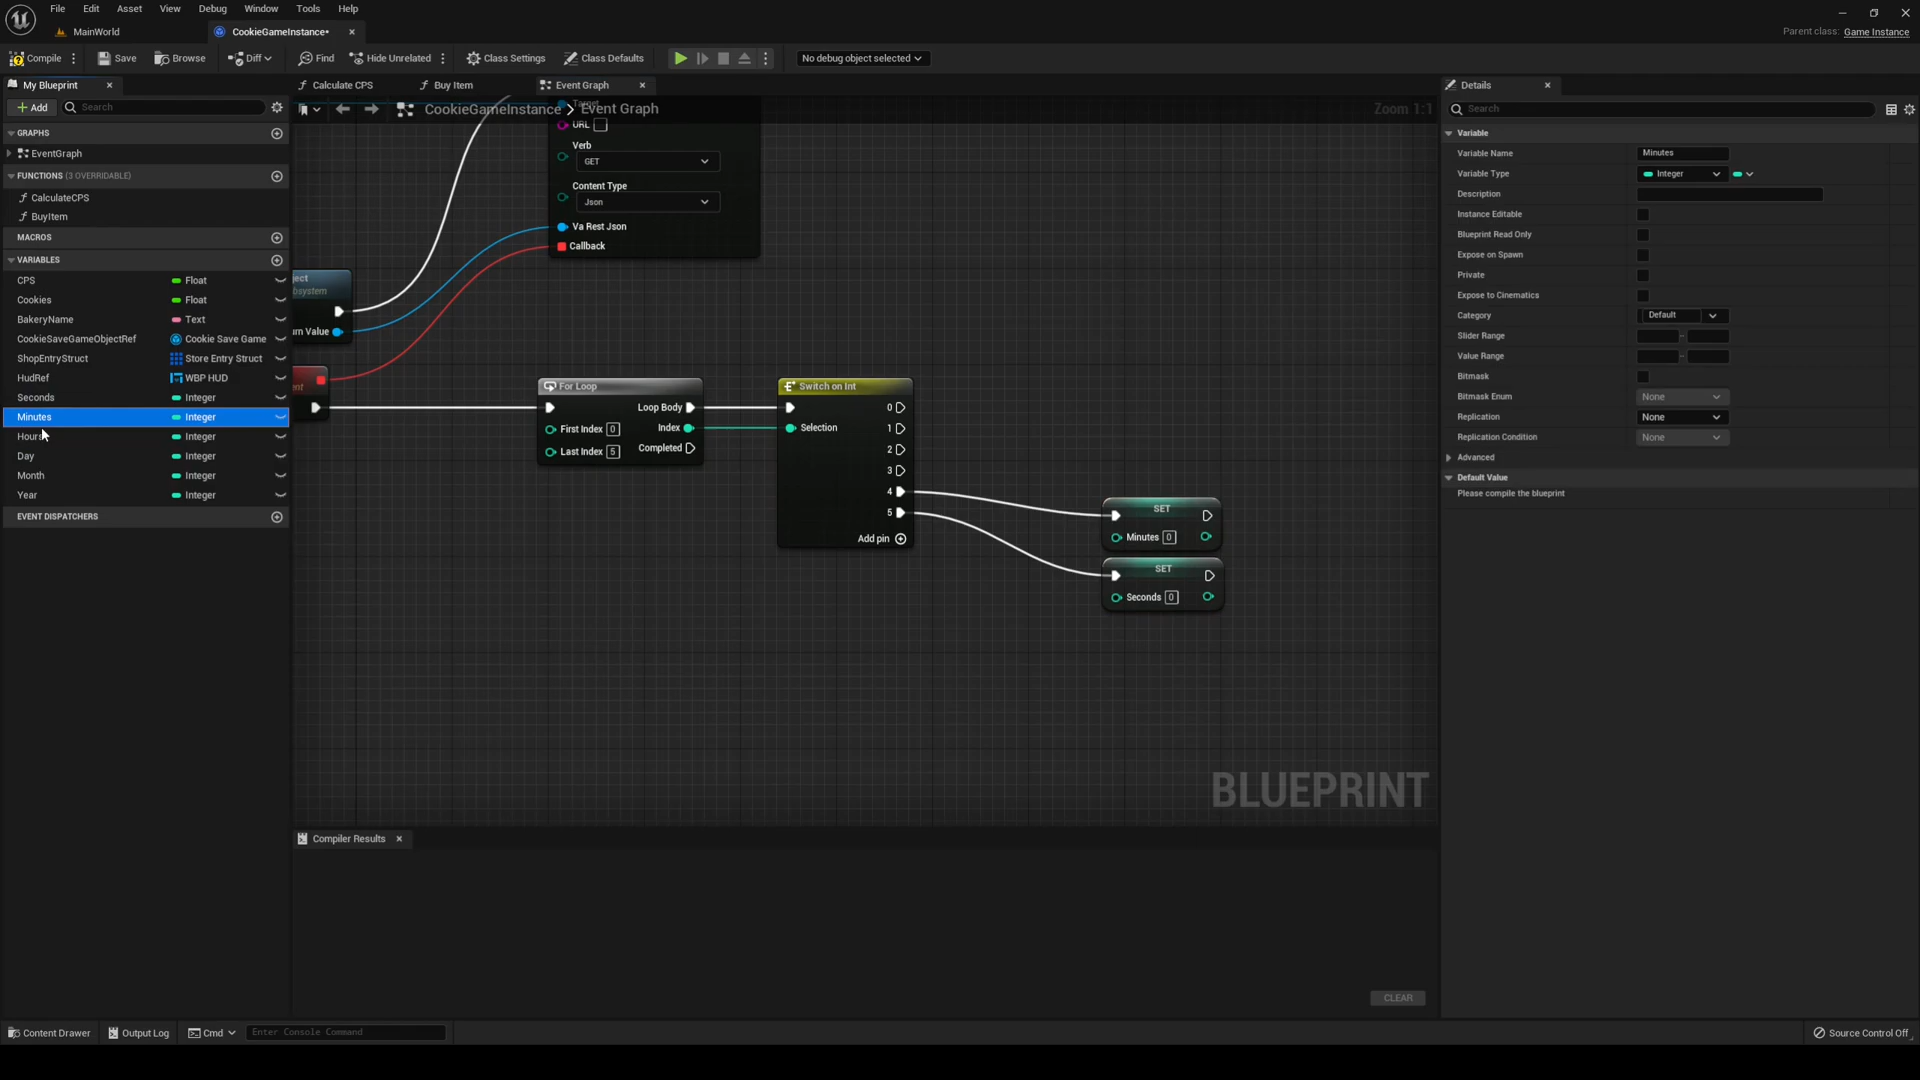 File Edit Asset View Debug Window Tools Help
MainWorld
CookieGameInstance•
Parent class: Game Instance
Compile Save Browse Diff Find Hide Unrelated Class Settings Class Defaults No debug object selected
My Blueprint
Calculate CPS
Buy Item
Event Graph
Details
Add
Search
CookieGameInstance > Event Graph
Zoom 1:1
Search
GRAPHS
EventGraph
FUNCTIONS (3 OVERRIDABLE)
CalculateCPS
BuyItem
MACROS
VARIABLES
CPS Float
Cookies Float
BakeryName Text
CookieSaveGameObjectRef Cookie Save Game
ShopEntryStruct Store Entry Struct
HudRef WBP HUD
Seconds Integer
Minutes Integer
Hours Integer
Day Integer
Month Integer
Year Integer
EVENT DISPATCHERS
Target
URL
Verb
GET
Content Type
Json
Va Rest Json
Callback
ject
bsystem
urn Value
ent
For Loop
Loop Body
First Index 0
Index
Last Index 5
Completed
Switch on Int
Selection
0
1
2
3
4
5
Add pin
SET
Minutes 0
SET
Seconds 0
BLUEPRINT
Variable
Variable Name Minutes
Variable Type Integer
Description
Instance Editable
Blueprint Read Only
Expose on Spawn
Private
Expose to Cinematics
Category Default
Slider Range
Value Range
Bitmask
Bitmask Enum None
Replication None
Replication Condition None
Advanced
Default Value
Please compile the blueprint
Compiler Results
CLEAR
Content Drawer Output Log Cmd Enter Console Command
Source Control Off